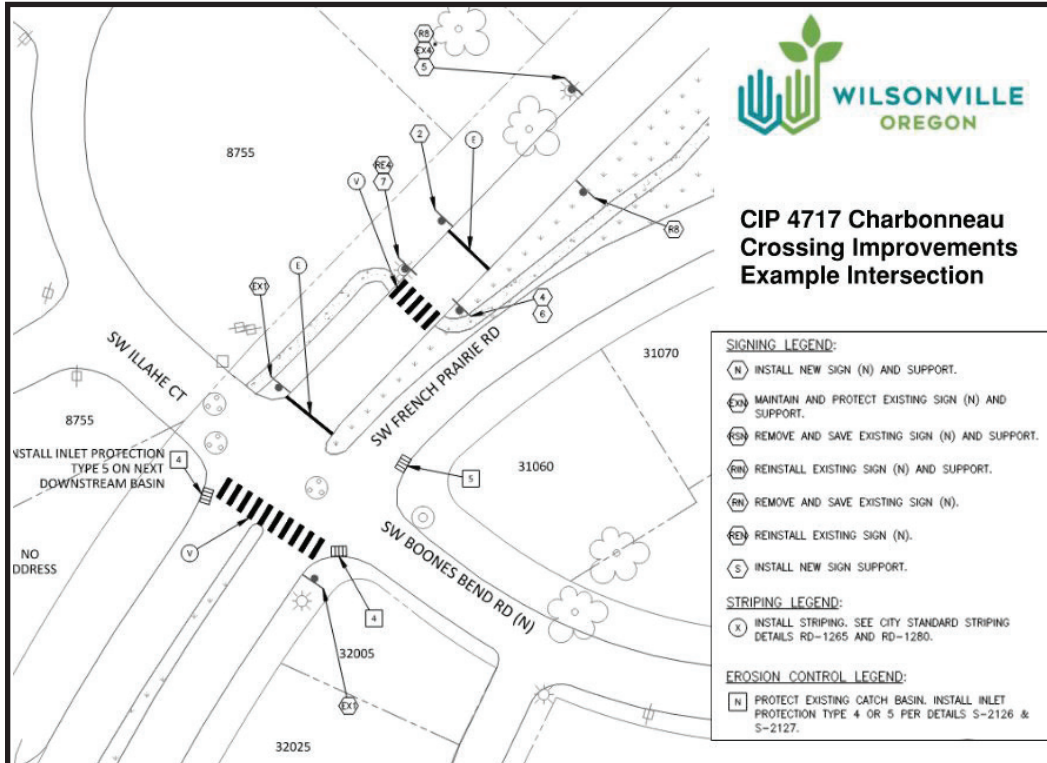 R8
EX4
5
WILSONVILLE
OREGON
2
E
8755
RE4
7
V
R8
CIP 4717 Charbonneau
Crossing Improvements
Example Intersection
EX1
E
4
6
SW ILLAHE CT
SW FRENCH PRAIRIE RD
31070
8755
NSTALL INLET PROTECTION
TYPE 5 ON NEXT
DOWNSTREAM BASIN
4
5
31060
V
NO
DDRESS
SW BOONES BEND RD (N)
4
32005
EX1
32025
SIGNING LEGEND:
N INSTALL NEW SIGN (N) AND SUPPORT.
EXN MAINTAIN AND PROTECT EXISTING SIGN (N) AND
SUPPORT.
RSN REMOVE AND SAVE EXISTING SIGN (N) AND SUPPORT.
RIN REINSTALL EXISTING SIGN (N) AND SUPPORT.
RN REMOVE AND SAVE EXISTING SIGN (N).
REN REINSTALL EXISTING SIGN (N).
S INSTALL NEW SIGN SUPPORT.
STRIPING LEGEND:
X INSTALL STRIPING. SEE CITY STANDARD STRIPING
DETAILS RD-1265 AND RD-1280.
EROSION CONTROL LEGEND:
N PROTECT EXISTING CATCH BASIN. INSTALL INLET
PROTECTION TYPE 4 OR 5 PER DETAILS S-2126 &
S-2127.